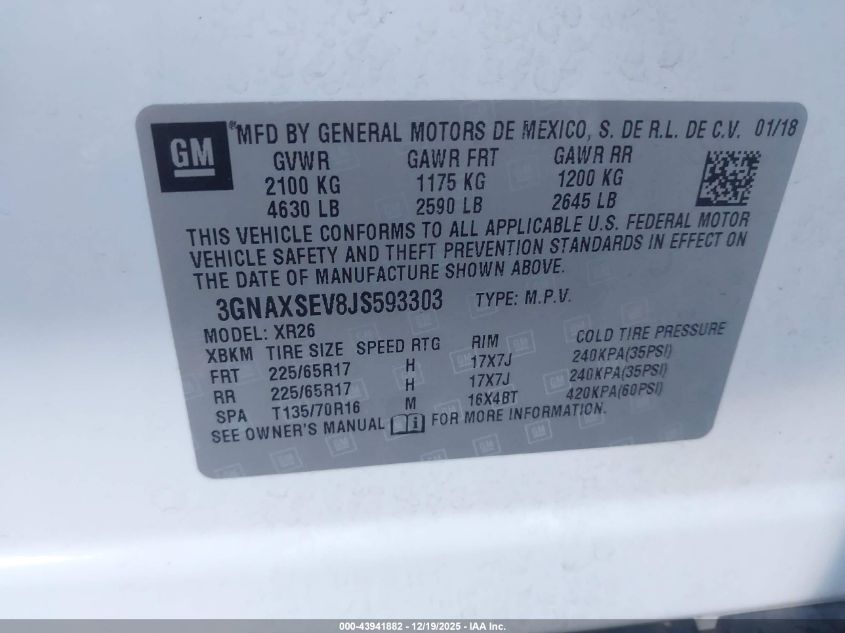 GM ® MFD BY GENERAL MOTORS DE MEXICO, S. DE R.L. DE C.V. 01/18
GVWR GAWR FRT GAWR RR
2100 KG 1175 KG 1200 KG
4630 LB 2590 LB 2645 LB
THIS VEHICLE CONFORMS TO ALL APPLICABLE U.S. FEDERAL MOTOR
VEHICLE SAFETY AND THEFT PREVENTION STANDARDS IN EFFECT ON
THE DATE OF MANUFACTURE SHOWN ABOVE.
3GNAXSEV8JS593303 TYPE: M.P.V.
MODEL: XR26
XBKM TIRE SIZE SPEED RTG RIM COLD TIRE PRESSURE
FRT 225/65R17 H 17X7J 240KPA(35PSI)
RR 225/65R17 H 17X7J 240KPA(35PSI)
SPA T135/70R16 M 16X4BT 420KPA(60PSI)
SEE OWNER'S MANUAL i FOR MORE INFORMATION.
000-43941882 - 12/19/2025 - IAA Inc.